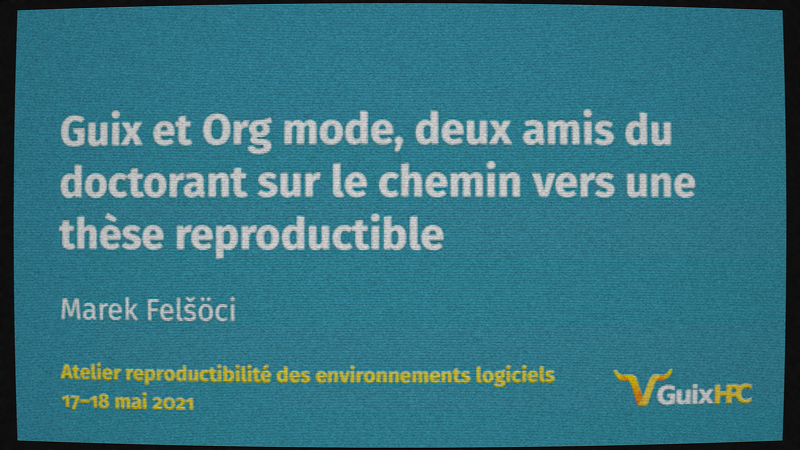 Guix et Org mode, deux amis du
doctorant sur le chemin vers une
thèse reproductible
Marek Felšöci
Atelier reproductibilité des environnements logiciels
17–18 mai 2021
GuixHPC